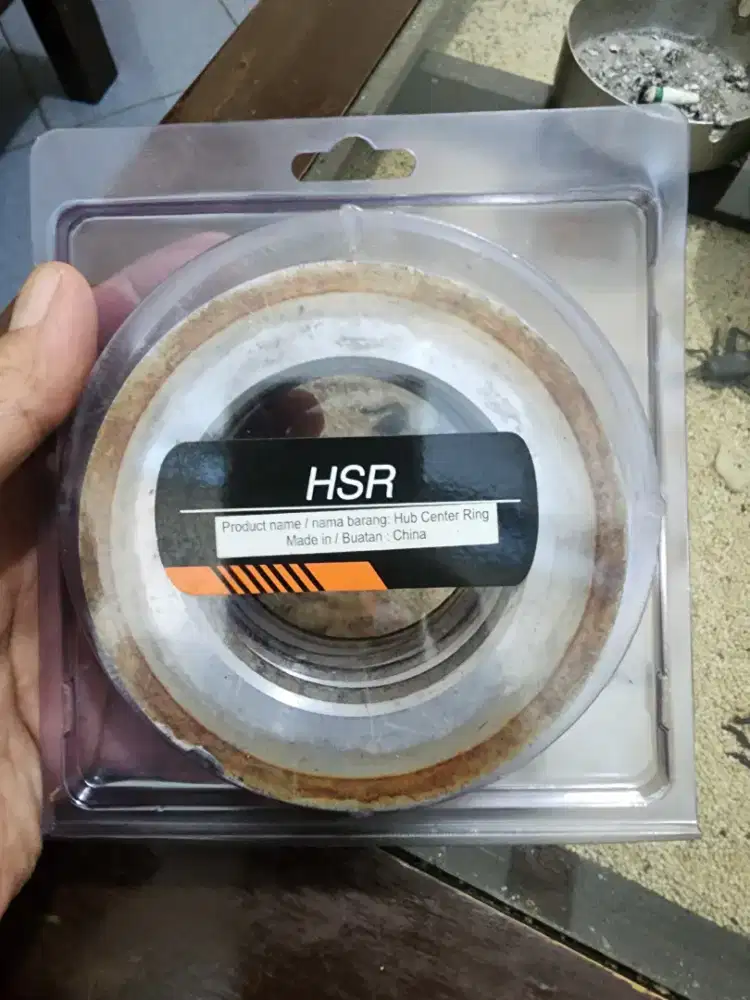 HSR
Product name / nama barang: Hub Center Ring
Made in / Buatan : China